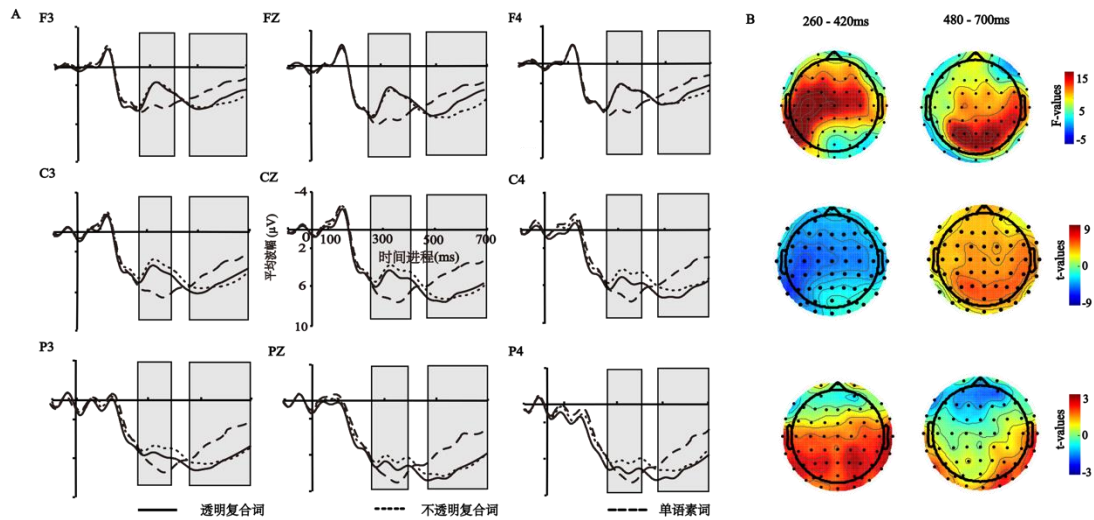 A
B
260 - 420ms
480 - 700ms
F3
FZ
F4
15
5
-5
F-values
C3
CZ
C4
-4
0
2
6
10
平均波幅 (μV)
0 100 300 500 700
时间进程(ms)
9
0
-9
t-values
P3
PZ
P4
3
0
-3
t-values
透明复合词
不透明复合词
单语素词